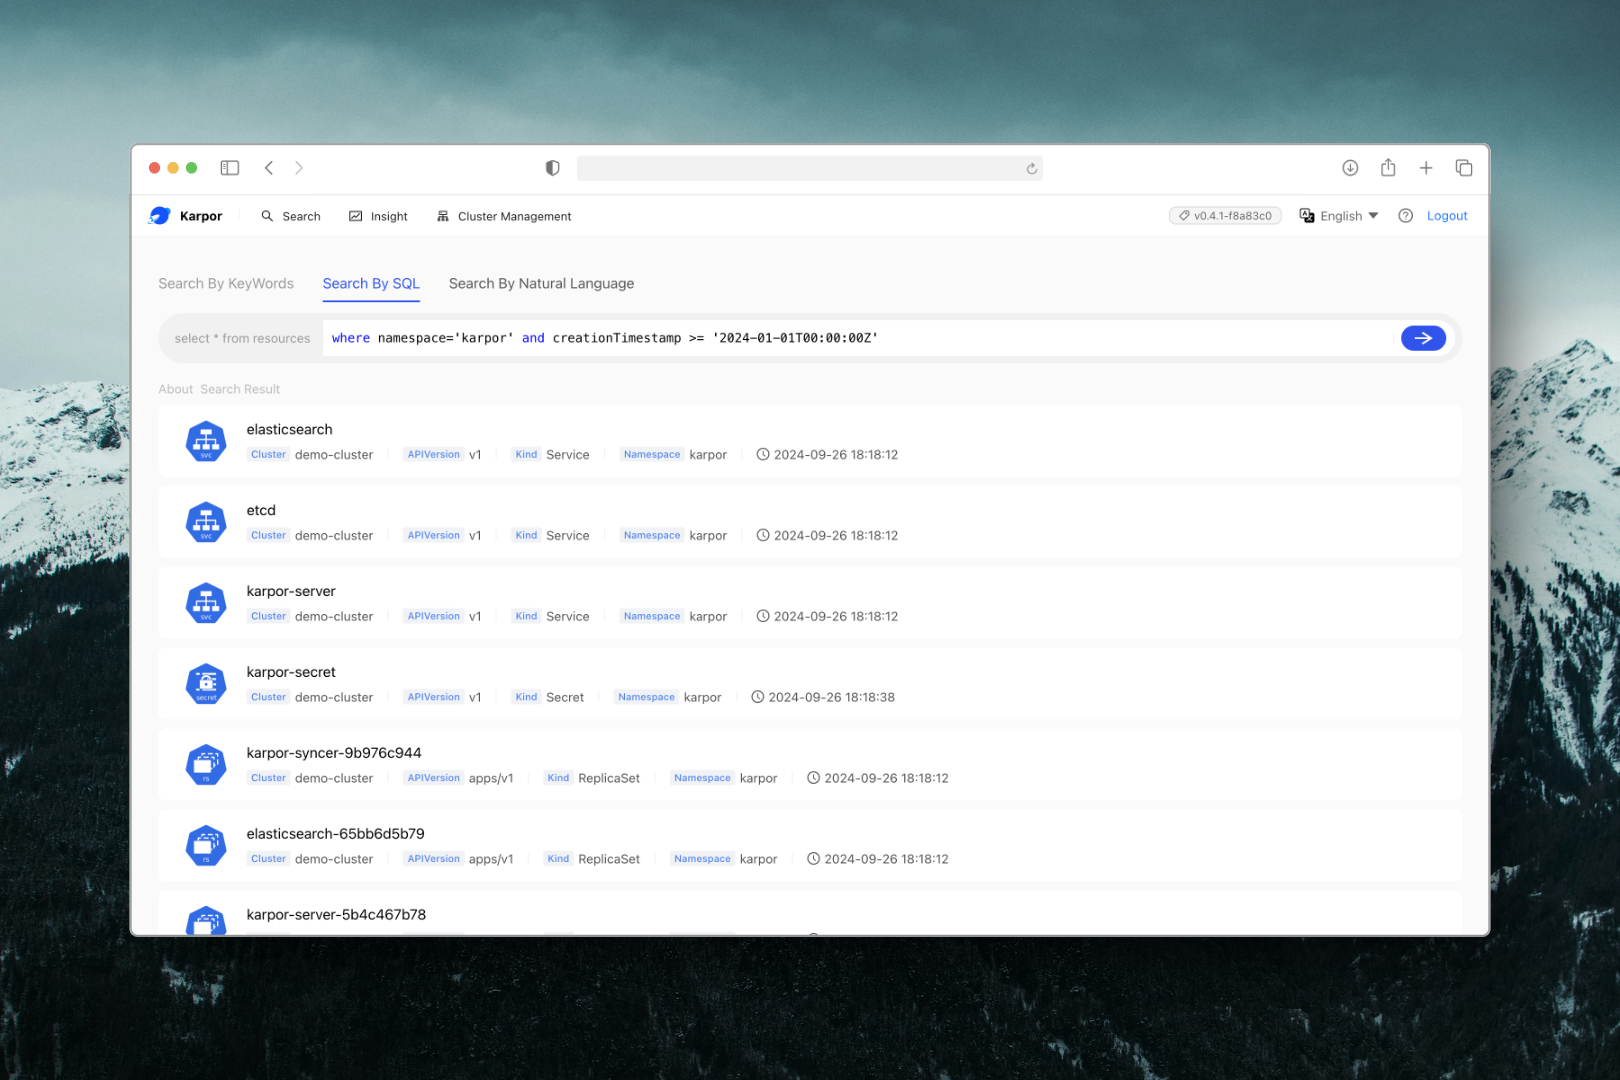 Karpor Search Insight Cluster Management v0.4.1-f8a83c0 English Logout
Search By KeyWords Search By SQL Search By Natural Language
select * from resources where namespace='karpor' and creationTimestamp >= '2024-01-01T00:00:00Z'
About Search Result
elasticsearch
svc
Cluster demo-cluster APIVersion v1 Kind Service Namespace karpor 2024-09-26 18:18:12
etcd
svc
Cluster demo-cluster APIVersion v1 Kind Service Namespace karpor 2024-09-26 18:18:12
karpor-server
svc
Cluster demo-cluster APIVersion v1 Kind Service Namespace karpor 2024-09-26 18:18:12
karpor-secret
secret
Cluster demo-cluster APIVersion v1 Kind Secret Namespace karpor 2024-09-26 18:18:38
karpor-syncer-9b976c944
rs
Cluster demo-cluster APIVersion apps/v1 Kind ReplicaSet Namespace karpor 2024-09-26 18:18:12
elasticsearch-65bb6d5b79
rs
Cluster demo-cluster APIVersion apps/v1 Kind ReplicaSet Namespace karpor 2024-09-26 18:18:12
karpor-server-5b4c467b78